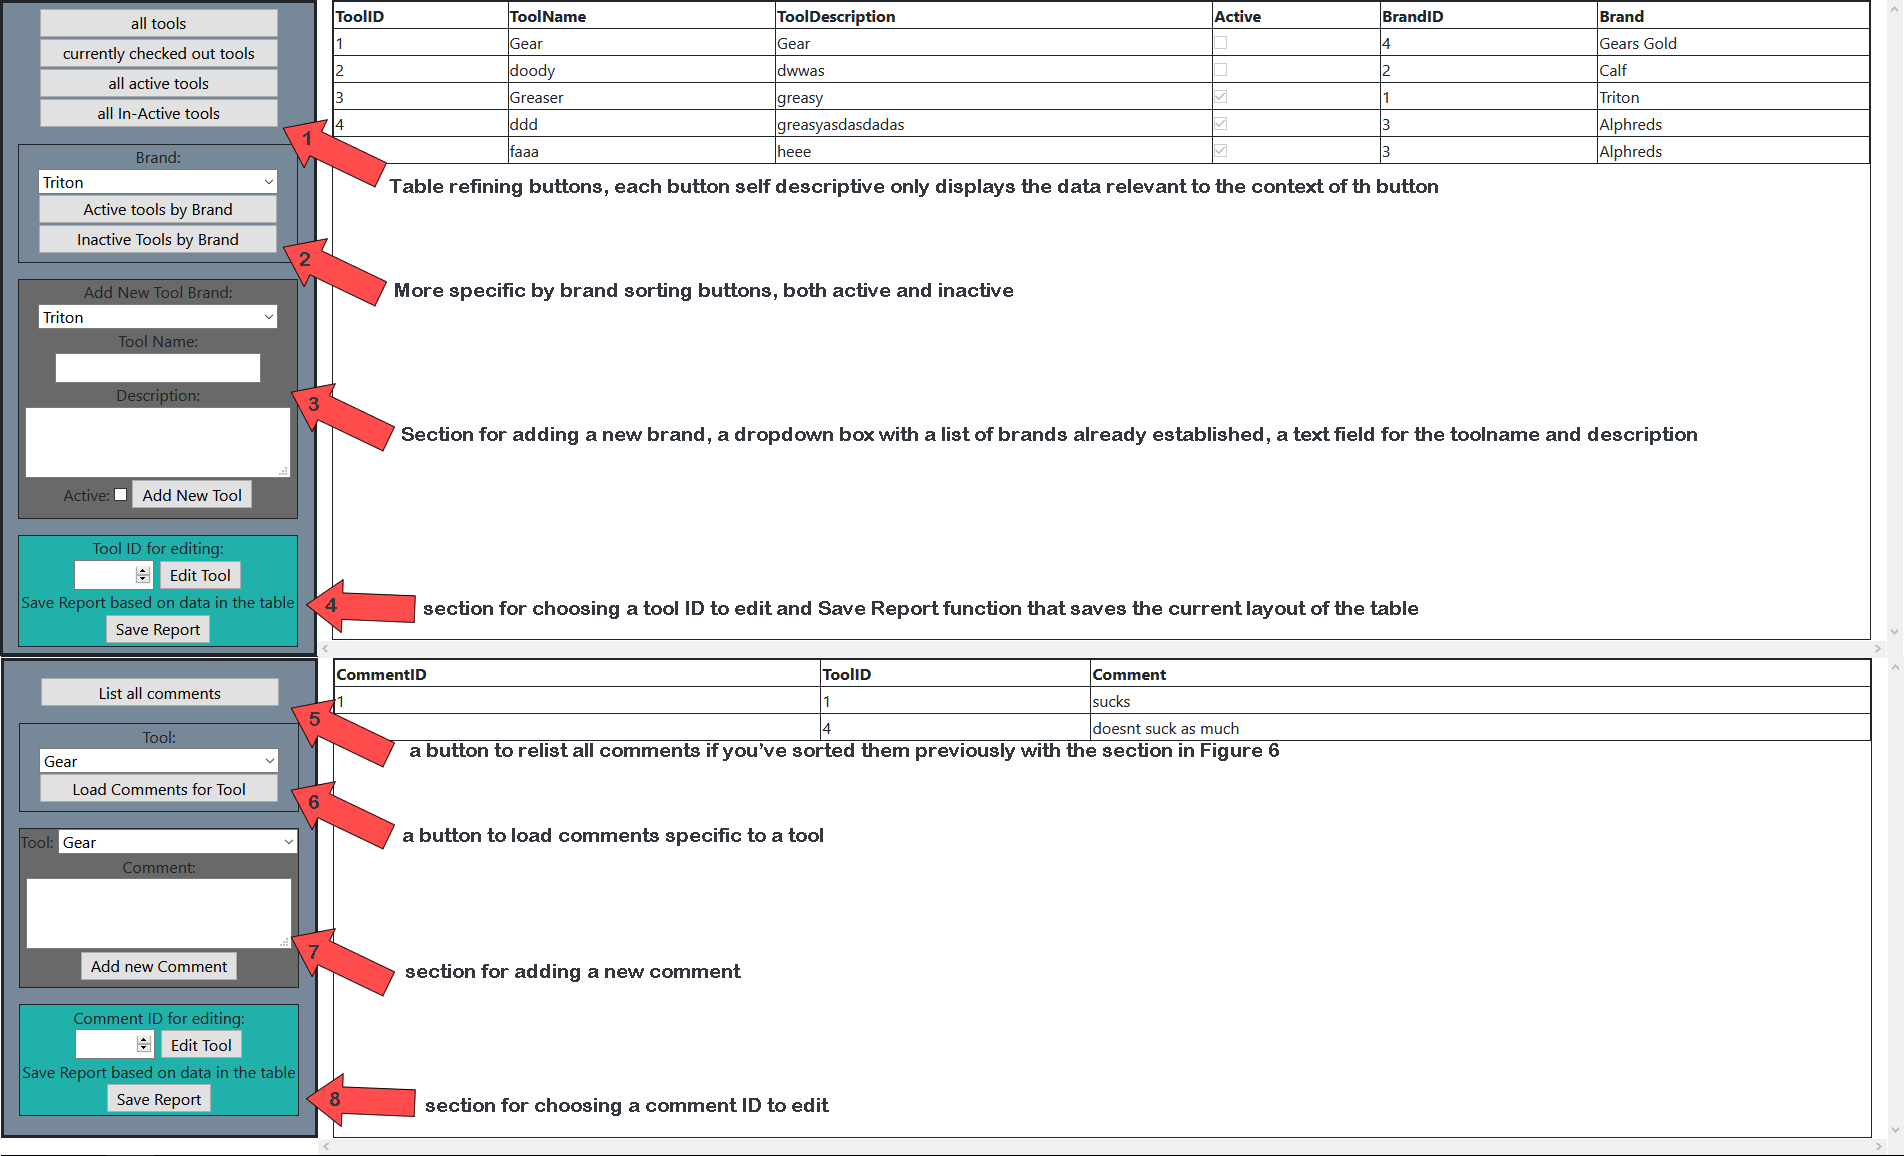 all tools
currently checked out tools
all active tools
all In-Active tools
Brand:
Triton
Active tools by Brand
Inactive Tools by Brand
Add New Tool Brand:
Triton
Tool Name:
Description:
Active: Add New Tool
Tool ID for editing:
Edit Tool
Save Report based on data in the table
Save Report
ToolID ToolName ToolDescription Active BrandID Brand
1 Gear Gear 4 Gears Gold
2 doody dwwas 2 Calf
3 Greaser greasy 1 Triton
4 ddd greasyasdasdadas 3 Alphreds
faaa heee 3 Alphreds
1 Table refining buttons, each button self descriptive only displays the data relevant to the context of th button
2 More specific by brand sorting buttons, both active and inactive
3 Section for adding a new brand, a dropdown box with a list of brands already established, a text field for the toolname and description
4 section for choosing a tool ID to edit and Save Report function that saves the current layout of the table
List all comments
Tool:
Gear
Load Comments for Tool
Tool: Gear
Comment:
Add new Comment
Comment ID for editing:
Edit Tool
Save Report based on data in the table
Save Report
CommentID ToolID Comment
1 1 sucks
4 doesnt suck as much
5 a button to relist all comments if you've sorted them previously with the section in Figure 6
6 a button to load comments specific to a tool
7 section for adding a new comment
8 section for choosing a comment ID to edit